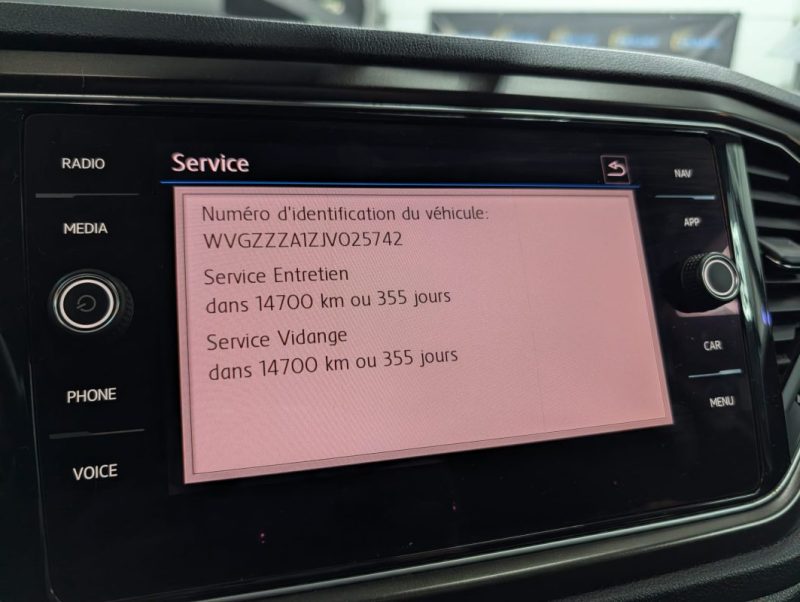 RADIO
MEDIA
PHONE
VOICE
Service
Numéro d'identification du véhicule:
WVGZZZA1ZJV025742
Service Entretien
dans 14700 km ou 355 jours
Service Vidange
dans 14700 km ou 355 jours
NAV
APP
CAR
MENU